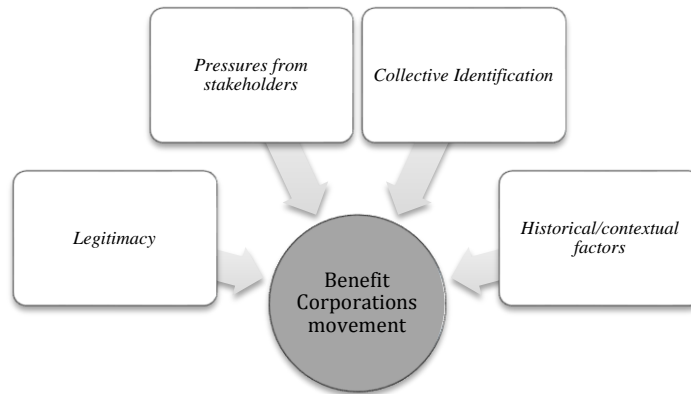 Pressures from
stakeholders
Collective Identification
Legitimacy
Historical/contextual
factors
Benefit
Corporations
movement